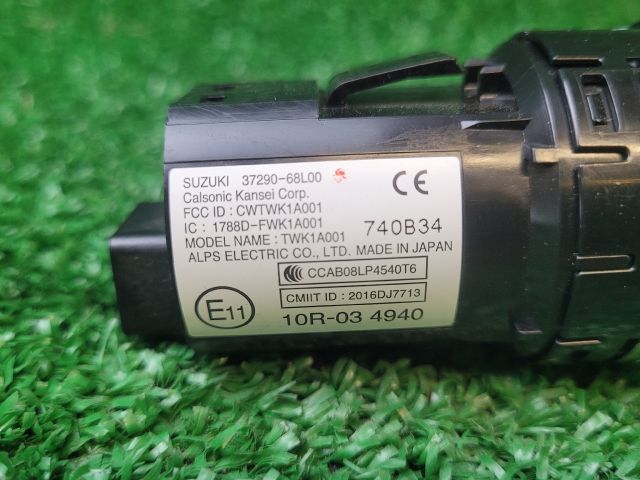 SUZUKI 37290-68L00
Calsonic Kansei Corp.
FCC ID : CWTWK1A001
IC : 1788D-FWK1A001
MODEL NAME : TWK1A001 740B34
ALPS ELECTRIC CO., LTD. MADE IN JAPAN
CE
CCC CCAB08LP4540T6
CMIIT ID : 2016DJ7713
E11 10R-03 4940